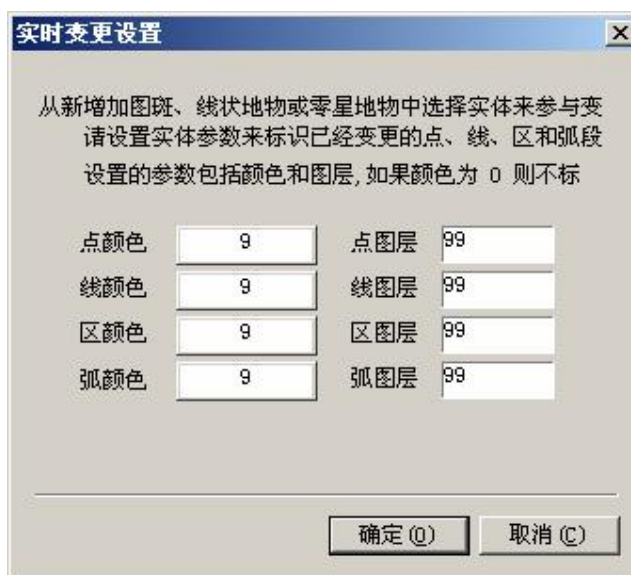 实时变更设置
从新增加图斑、线状地物或零星地物中选择实体来参与变
请设置实体参数来标识已经变更的点、线、区和弧段
设置的参数包括颜色和图层,如果颜色为 0 则不标
点颜色 9 点图层 99
线颜色 9 线图层 99
区颜色 9 区图层 99
弧颜色 9 弧图层 99
确定(O) 取消(C)